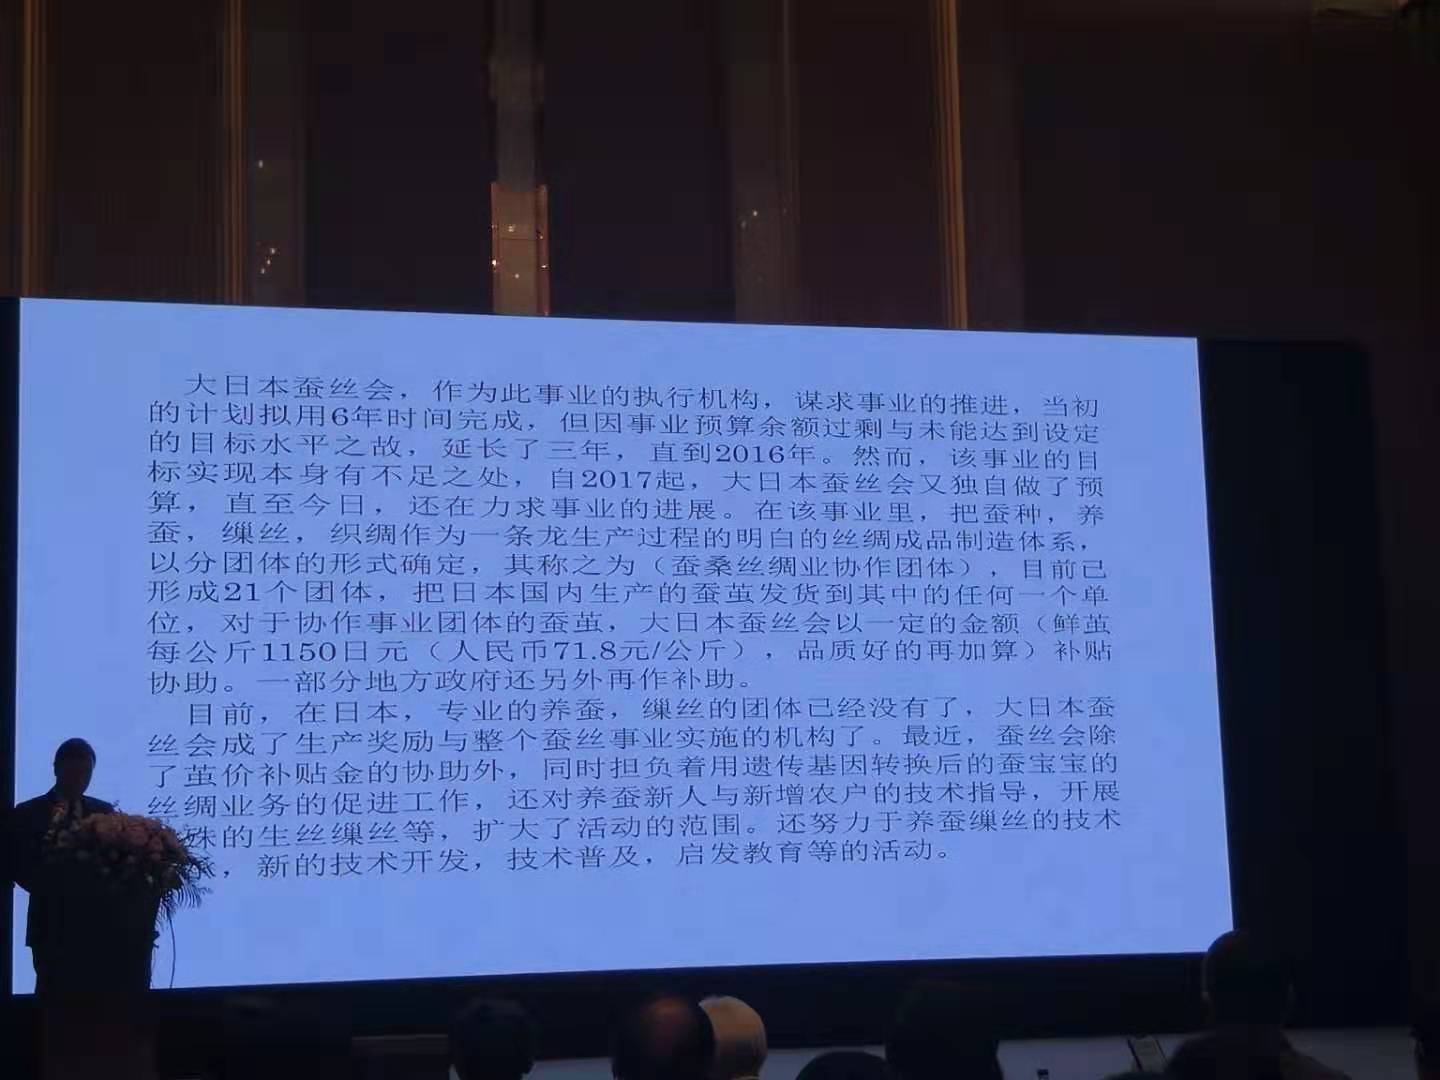 大日本蚕丝会，作为此事业的执行机构，谋求事业的推进，当初
的计划拟用6年时间完成，但因事业预算余额过剩与未能达到设定
的目标水平之故，延长了三年，直到2016年。然而，该事业的目
标实现本身有不足之处，自2017起，大日本蚕丝会又独自做了预
算，直至今日，还在力求事业的进展。在该事业里，把蚕种，养
蚕，缫丝，织绸作为一条龙生产过程的明白的丝绸成品制造体系，
以分团体的形式确定，其称之为（蚕桑丝绸业协作团体），目前已
形成21个团体，把日本国内生产的蚕茧发货到其中的任何一个单
位，对于协作事业团体的蚕茧，大日本蚕丝会以一定的金额（鲜茧
每公斤1150日元（人民币71.8元/公斤），品质好的再加算）补贴
协助。一部分地方政府还另外再作补助。
目前，在日本，专业的养蚕，缫丝的团体已经没有了，大日本蚕
丝会成了生产奖励与整个蚕丝事业实施的机构了。最近，蚕丝会除
了茧价补贴金的协助外，同时担负着用遗传基因转换后的蚕宝宝的
丝绸业务的促进工作，还对养蚕新人与新增农户的技术指导，开展
殊的生丝缫丝等，扩大了活动的范围。还努力于养蚕缫丝的技术
承，新的技术开发，技术普及，启发教育等的活动。